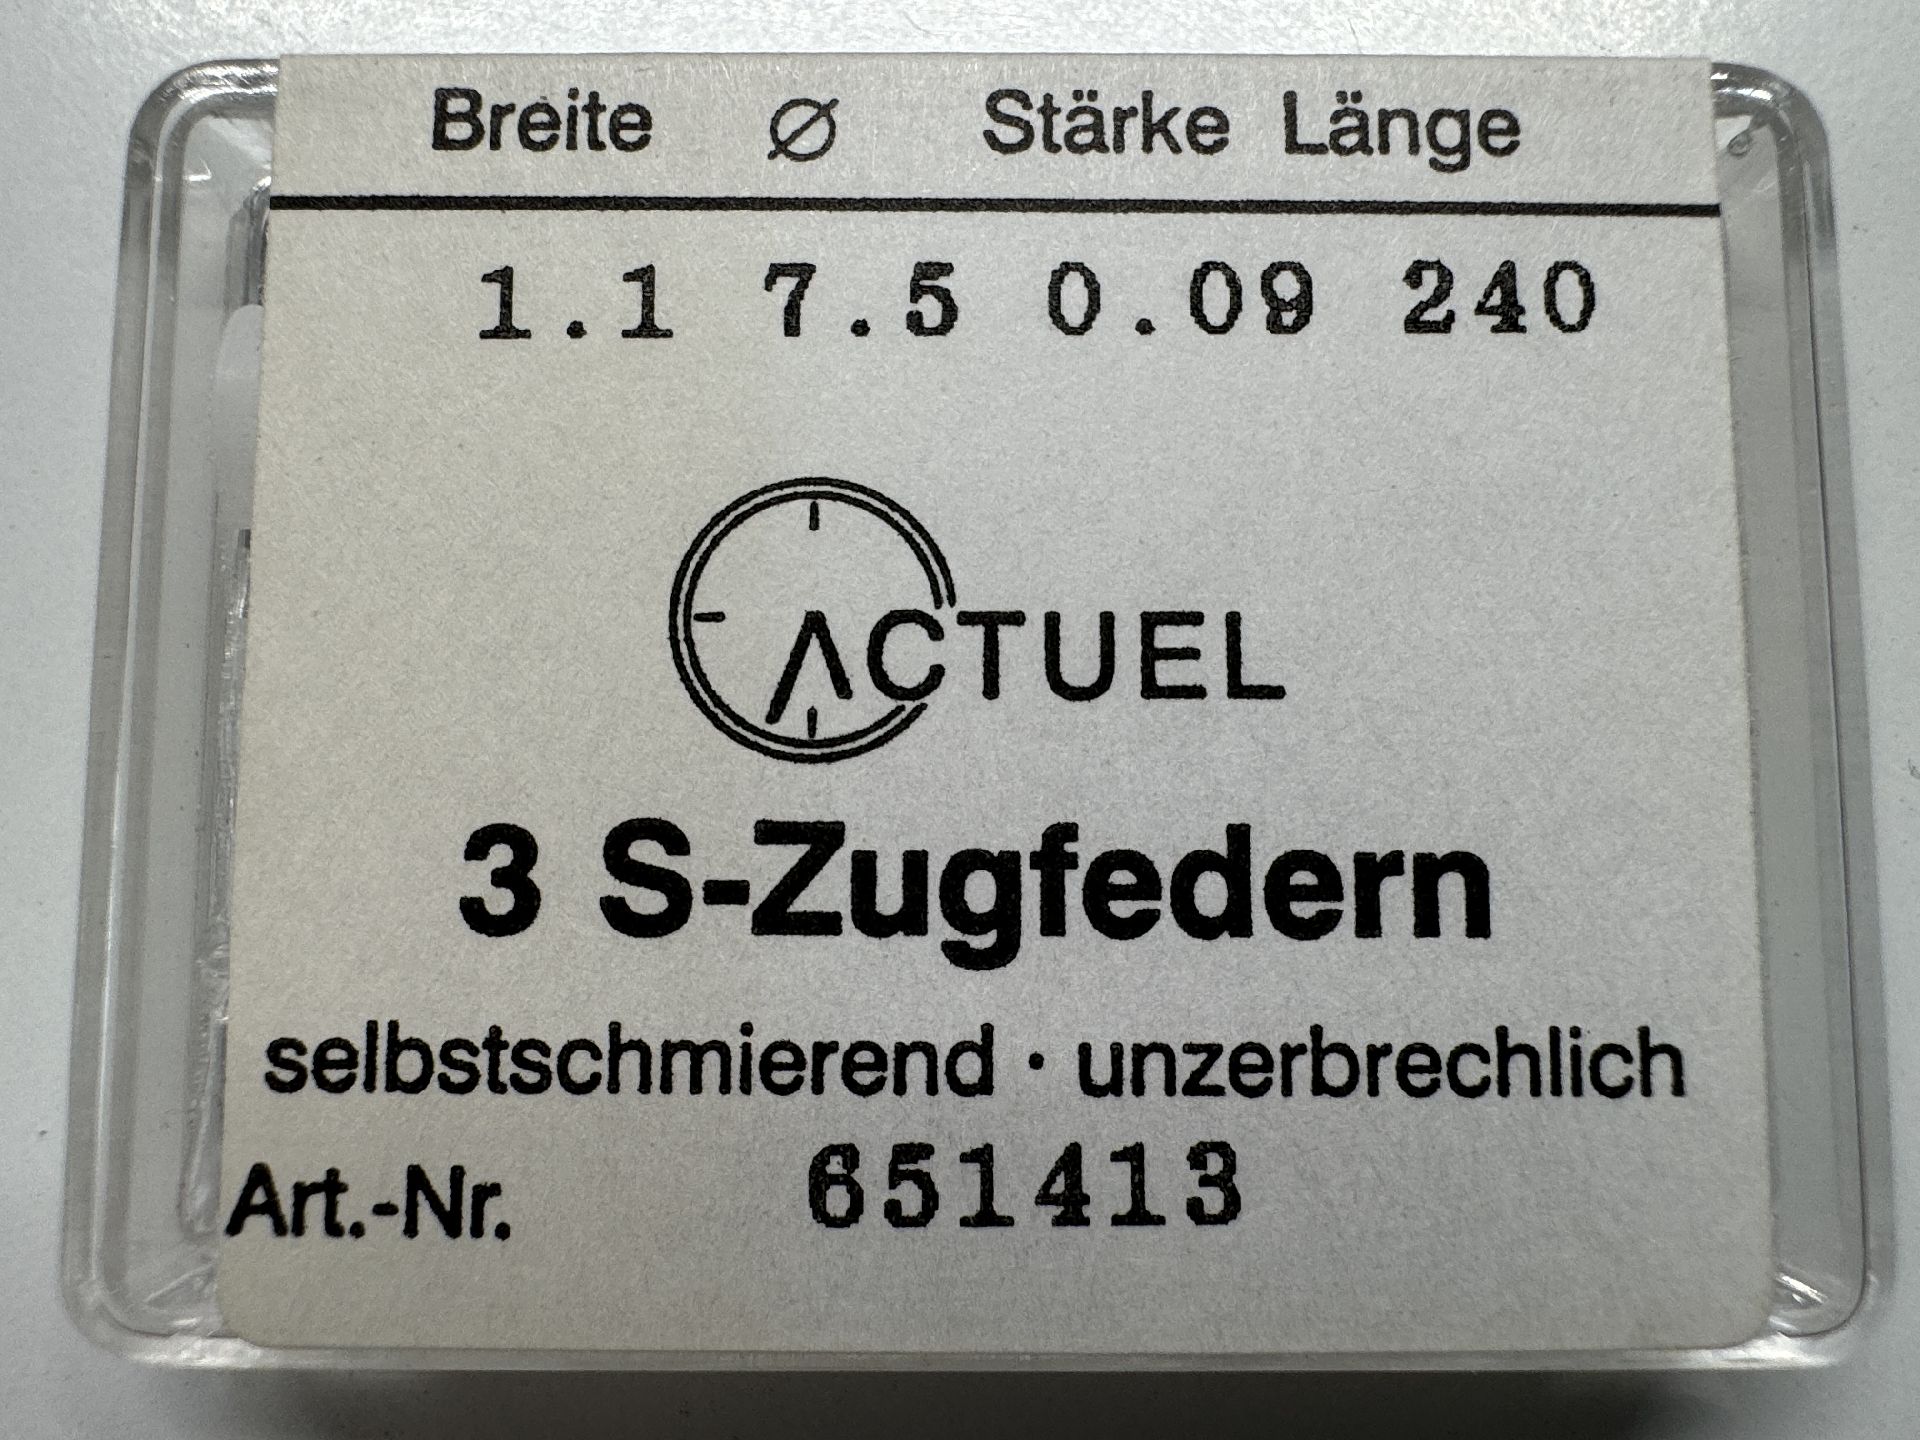 Breite Ø Stärke Länge
1.1 7.5 0.09 240
ACTUEL
3 S-Zugfedern
selbstschmierend · unzerbrechlich
Art.-Nr. 651413